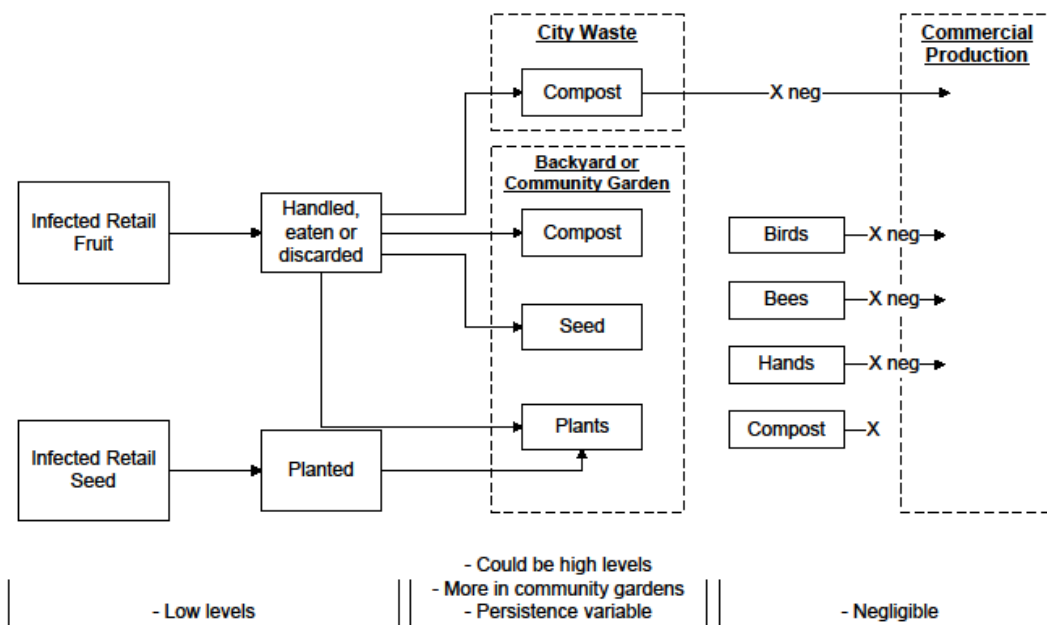 City Waste
Compost
X neg
Commercial
Production
Backyard or
Community Garden
Infected Retail
Fruit
Handled,
eaten or
discarded
Compost
Birds
X neg
Seed
Bees
X neg
Hands
X neg
Infected Retail
Seed
Planted
Plants
Compost
X
- Low levels
- Could be high levels
- More in community gardens
- Persistence variable
- Negligible